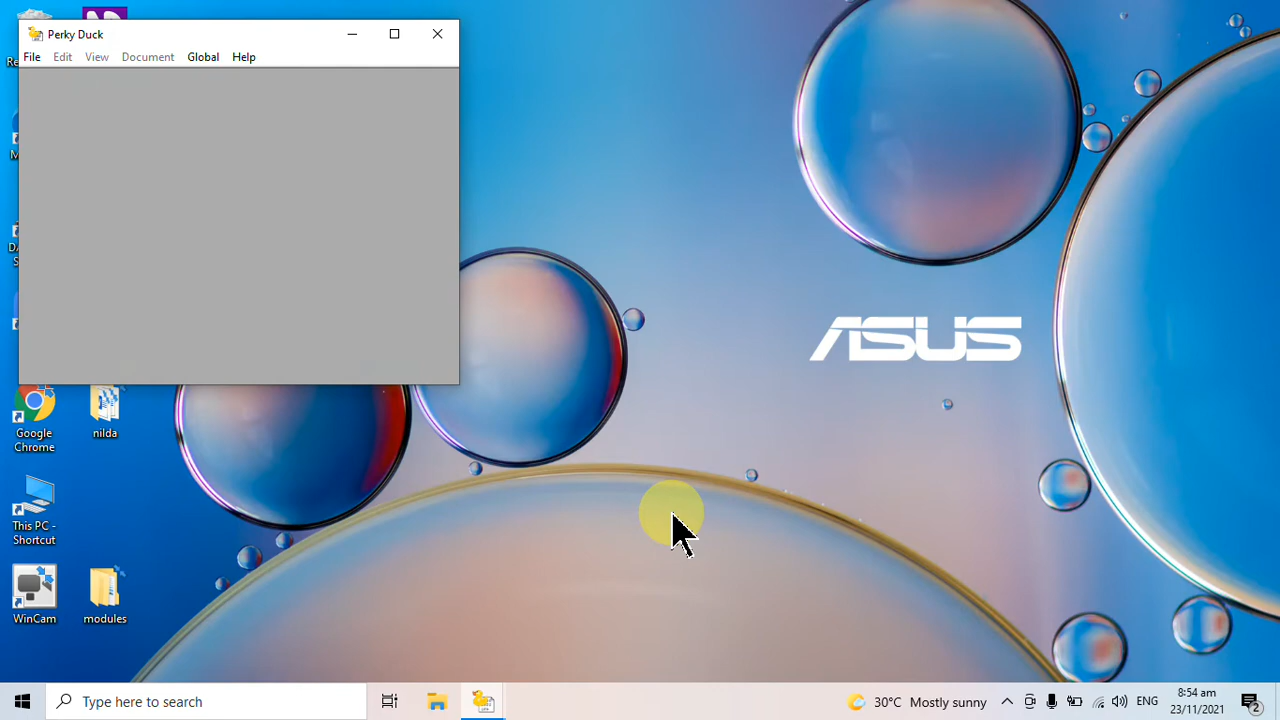 Perky Duck
File Edit View Document Global Help
ASUS
Google
Chrome
nilda
This PC -
Shortcut
WinCam
modules
Type here to search
30°C Mostly sunny
ENG
8:54 am
23/11/2021
2